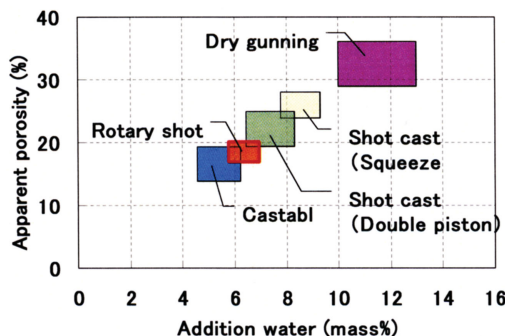 40
30
20
10
0
Apparent porosity (%)
Dry gunning
Rotary shot
Shot cast
(Squeeze
Shot cast
(Double piston)
Castabl
0 2 4 6 8 10 12 14 16
Addition water (mass%)